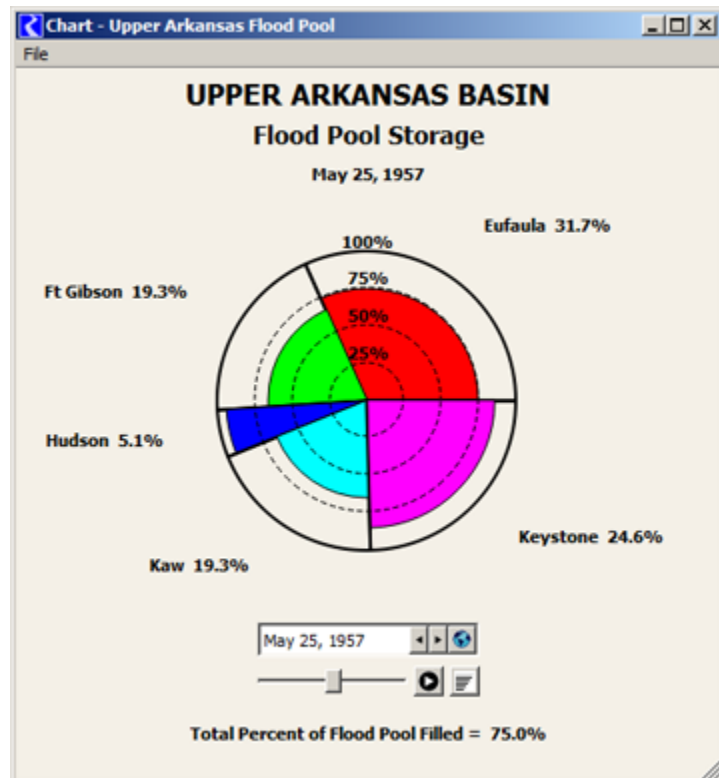 Chart - Upper Arkansas Flood Pool
File
UPPER ARKANSAS BASIN
Flood Pool Storage
May 25, 1957
Eufaula 31.7%
100%
75%
Ft Gibson 19.3%
50%
25%
Hudson 5.1%
Keystone 24.6%
Kaw 19.3%
May 25, 1957
Total Percent of Flood Pool Filled = 75.0%